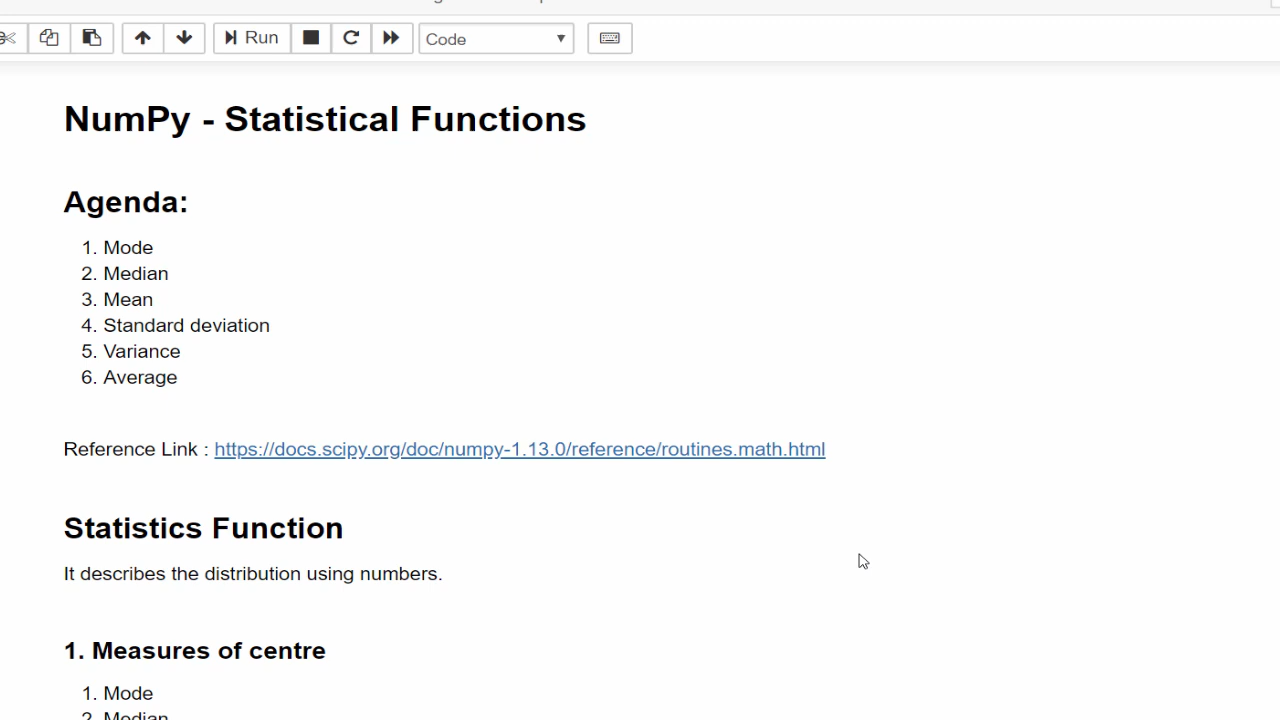 Run
Code
NumPy - Statistical Functions
Agenda:
1. Mode
2. Median
3. Mean
4. Standard deviation
5. Variance
6. Average
Reference Link : https://docs.scipy.org/doc/numpy-1.13.0/reference/routines.math.html
Statistics Function
It describes the distribution using numbers.
1. Measures of centre
1. Mode
2. Median